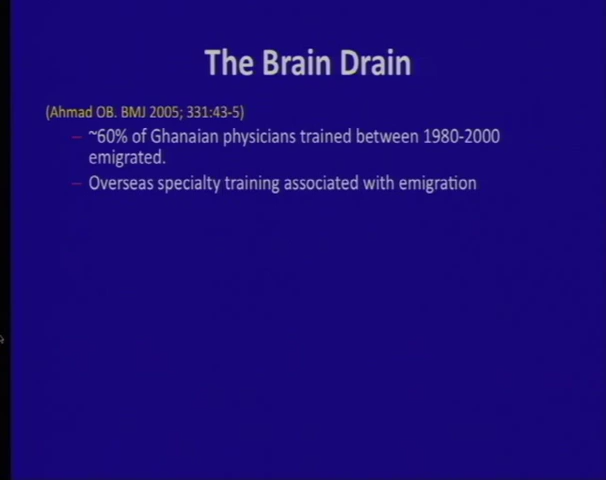 The Brain Drain
(Ahmad OB. BMJ 2005; 331:43-5)
– ~60% of Ghanaian physicians trained between 1980-2000
emigrated.
– Overseas specialty training associated with emigration